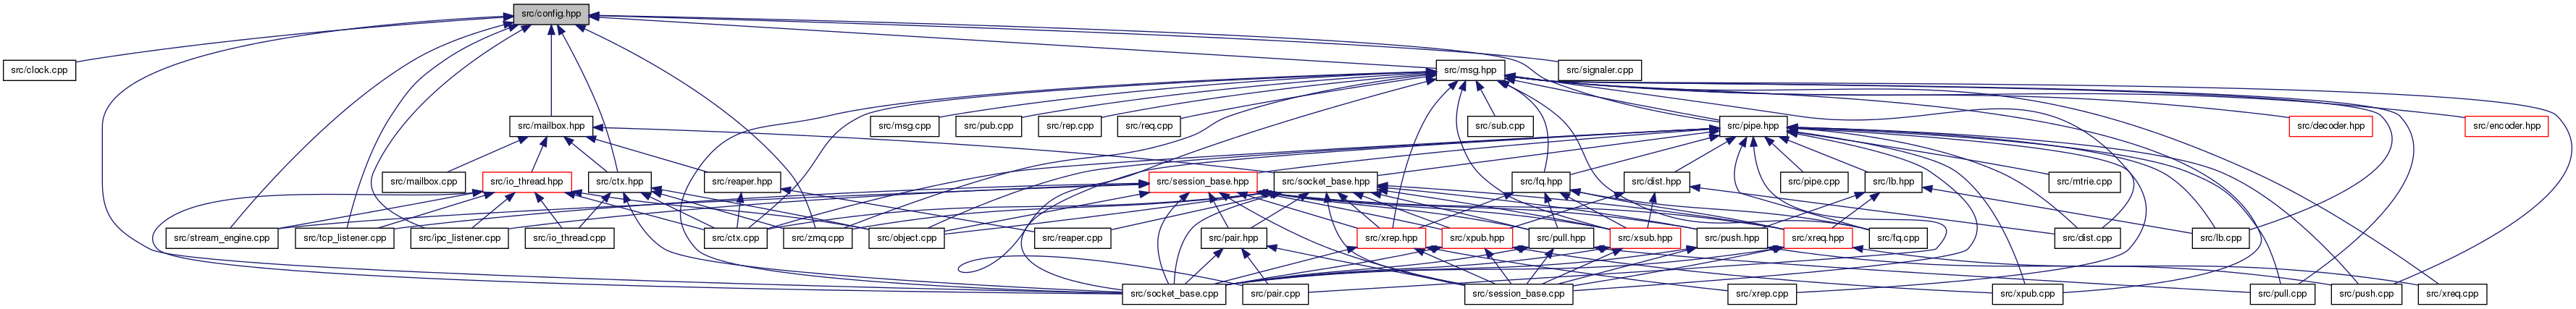 src/config.hpp
src/clock.cpp
src/msg.hpp
src/signaler.cpp
src/mailbox.hpp
src/msg.cpp
src/pub.cpp
src/rep.cpp
src/req.cpp
src/sub.cpp
src/pipe.hpp
src/decoder.hpp
src/encoder.hpp
src/mailbox.cpp
src/io_thread.hpp
src/ctx.hpp
src/reaper.hpp
src/session_base.hpp
src/socket_base.hpp
src/fq.hpp
src/dist.hpp
src/pipe.cpp
src/lb.hpp
src/mtrie.cpp
src/stream_engine.cpp
src/tcp_listener.cpp
src/ipc_listener.cpp
src/io_thread.cpp
src/ctx.cpp
src/zmq.cpp
src/object.cpp
src/reaper.cpp
src/pair.hpp
src/xrep.hpp
src/xpub.hpp
src/pull.hpp
src/xsub.hpp
src/push.hpp
src/xreq.hpp
src/fq.cpp
src/dist.cpp
src/lb.cpp
src/socket_base.cpp
src/pair.cpp
src/session_base.cpp
src/xrep.cpp
src/xpub.cpp
src/pull.cpp
src/push.cpp
src/xreq.cpp